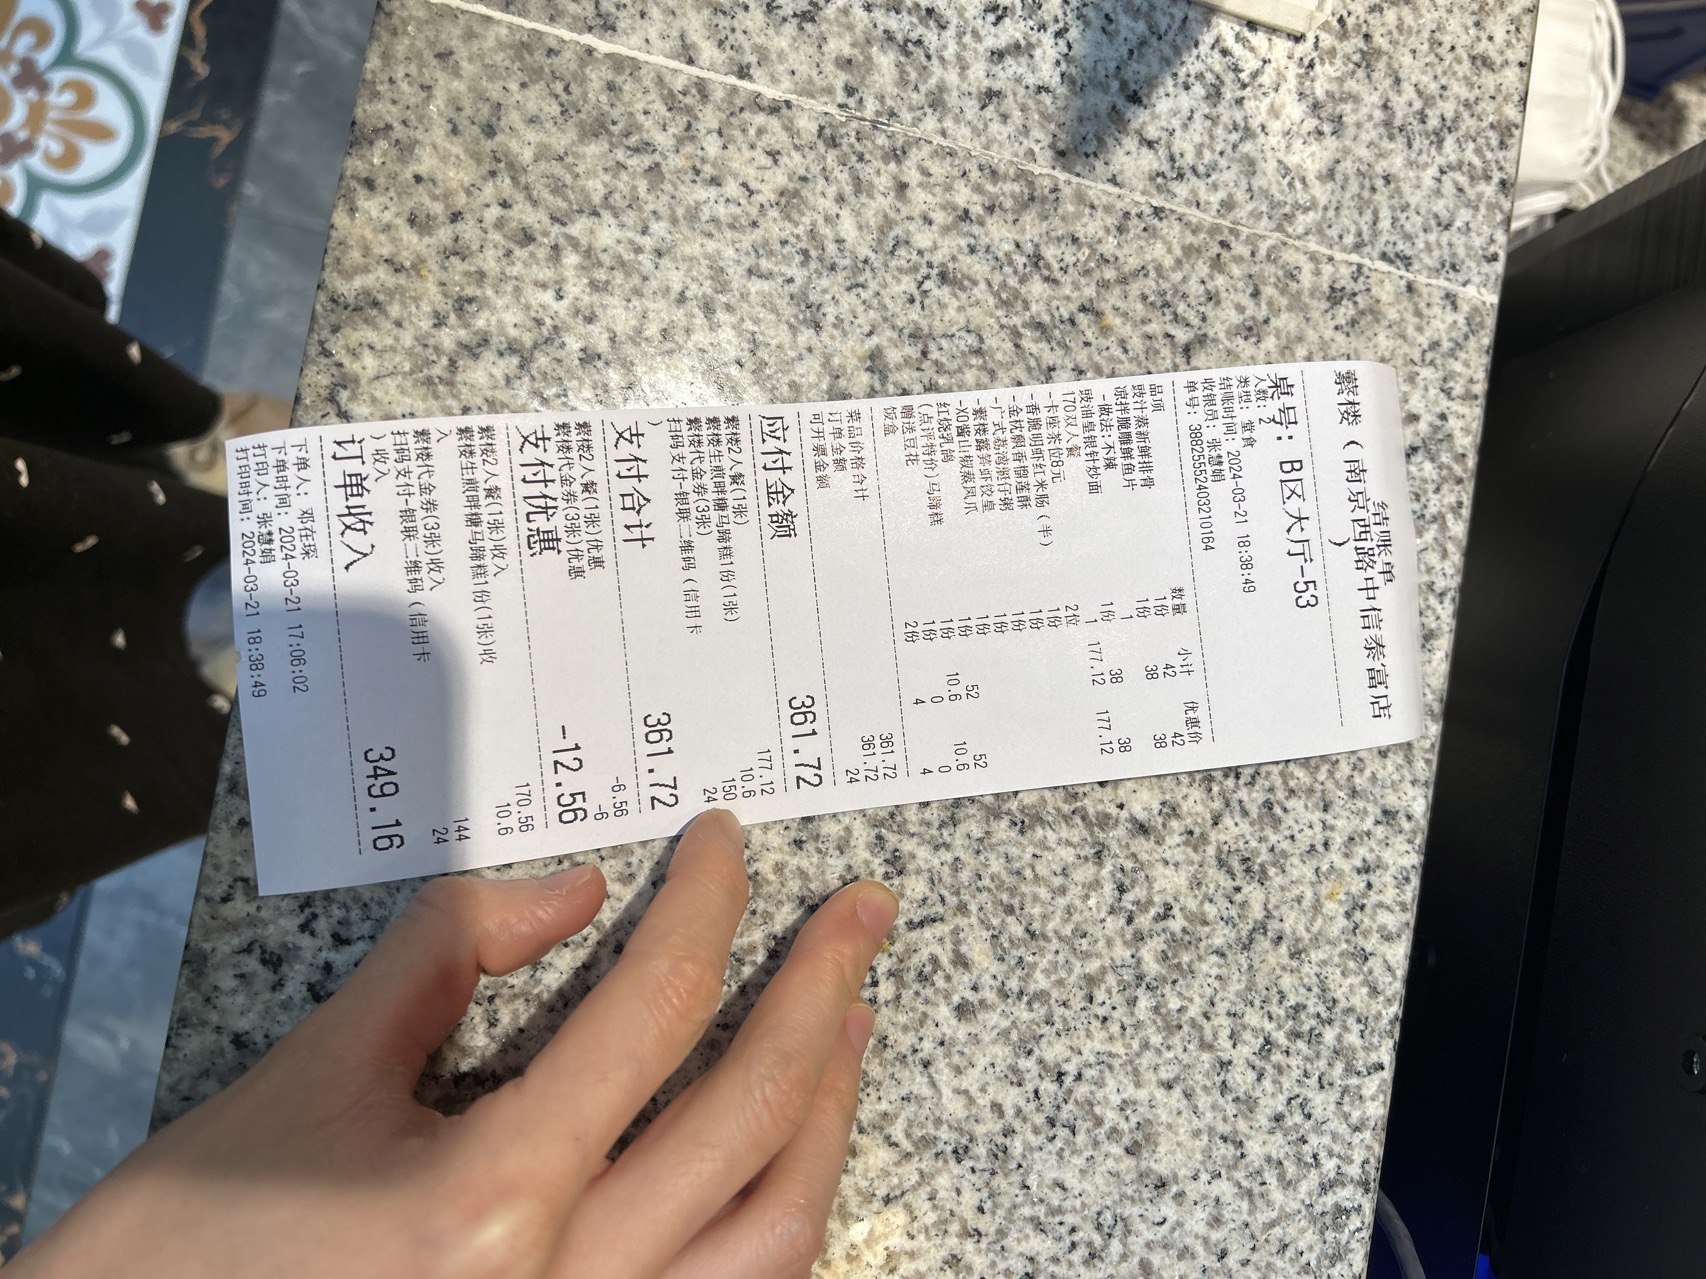 结账单
蘩楼（南京西路中信泰富店
）
桌号: B区大厅-53
人数: 2
类型: 堂食
结账时间: 2024-03-21 18:38:49
收银员: 张慧娟
单号: 3882555240321​0164
品项 数量 小计 优惠价
豉汁蒸新鲜排骨 1份 42 42
凉拌脆雕鲜鱼片 1份 38 38
-做法:不辣 1
豉油皇银针炒面 1份 38 38
170双人餐 1 177.12 177.12
-卡座茶位8元 2位
-香脆明虾红米肠（半） 1份
-金枕飘香榴莲酥 1份
-广式荔湾艇仔粥 1份
-蘩楼露笋虾饺皇 1份
-XO酱山椒蒸凤爪 1份
红烧乳鸽 1份 52 52
(点评特价)马蹄糕 1份 10.6 10.6
赠送豆花 1份 0 0
饭盒 2份 4 4
菜品价格合计 361.72
订单金额 361.72
可开票金额 24
应付金额 361.72
蘩楼2人餐(1张) 177.12
蘩楼生煎畔糖马蹄糕1份(1张) 10.6
蘩楼代金券(3张) 150
扫码支付-银联二维码（信用卡 24
）
支付合计 361.72
蘩楼2人餐(1张)优惠 -6.56
蘩楼代金券(3张)优惠 -6
支付优惠 -12.56
蘩楼2人餐(1张)收入 170.56
蘩楼生煎畔糖马蹄糕1份(1张)收 10.6
入
蘩楼代金券(3张)收入 144
扫码支付-银联二维码（信用卡 24
）收入
订单收入 349.16
下单人: 邓在琛
下单时间: 2024-03-21 17:06:02
打印人: 张慧娟
打印时间: 2024-03-21 18:38:49